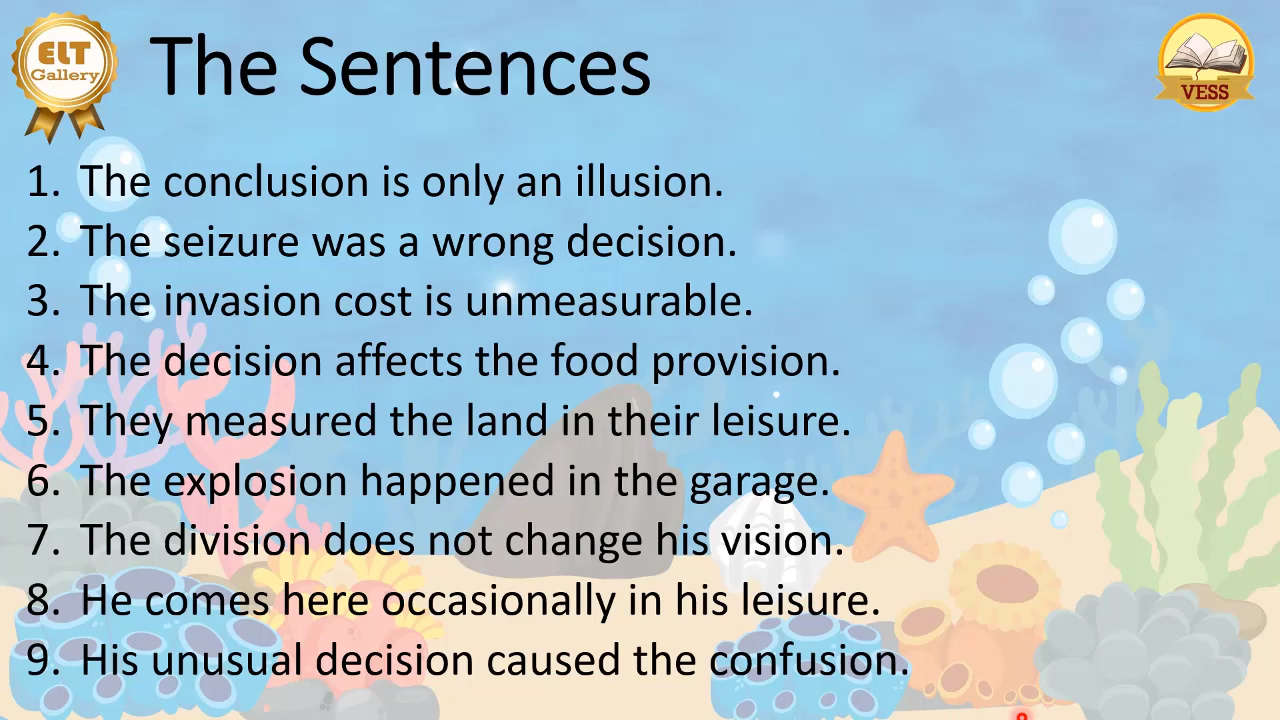 ELT
Gallery
The Sentences
VESS
1. The conclusion is only an illusion.
2. The seizure was a wrong decision.
3. The invasion cost is unmeasurable.
4. The decision affects the food provision.
5. They measured the land in their leisure.
6. The explosion happened in the garage.
7. The division does not change his vision.
8. He comes here occasionally in his leisure.
9. His unusual decision caused the confusion.